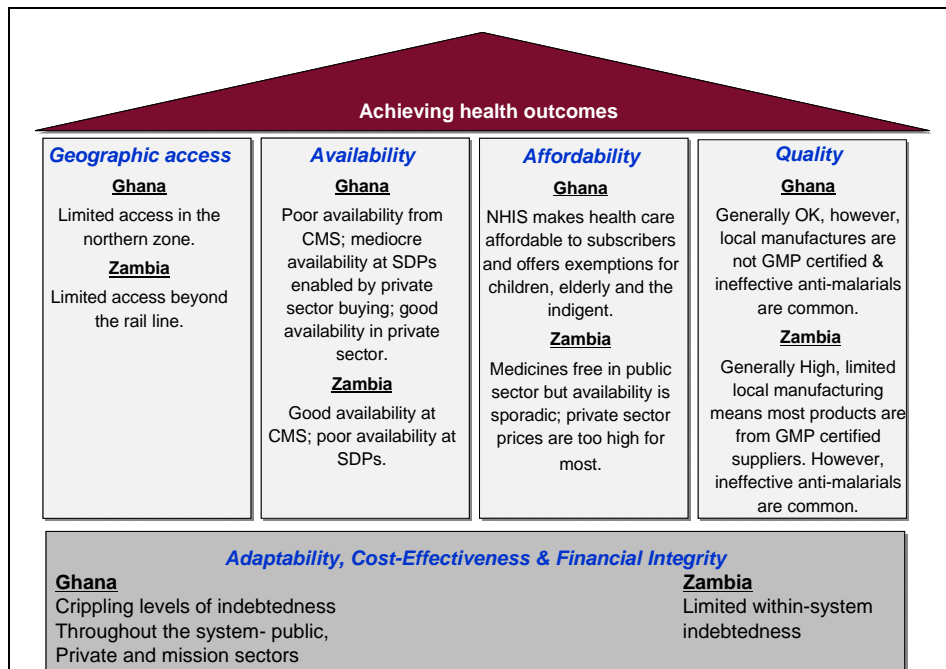 Achieving health outcomes
Geographic access
Ghana
Limited access in the
northern zone.
Zambia
Limited access beyond
the rail line.
Availability
Ghana
Poor availability from
CMS; mediocre
availability at SDPs
enabled by private
sector buying; good
availability in private
sector.
Zambia
Good availability at
CMS; poor availability at
SDPs.
Affordability
Ghana
NHIS makes health care
affordable to subscribers
and offers exemptions for
children, elderly and the
indigent.
Zambia
Medicines free in public
sector but availability is
sporadic; private sector
prices are too high for
most.
Quality
Ghana
Generally OK, however,
local manufactures are
not GMP certified &
ineffective anti-malarials
are common.
Zambia
Generally High, limited
local manufacturing
means most products are
from GMP certified
suppliers. However,
ineffective anti-malarials
are common.
Adaptability, Cost-Effectiveness & Financial Integrity
Ghana
Crippling levels of indebtedness
Throughout the system- public,
Private and mission sectors
Zambia
Limited within-system
indebtedness